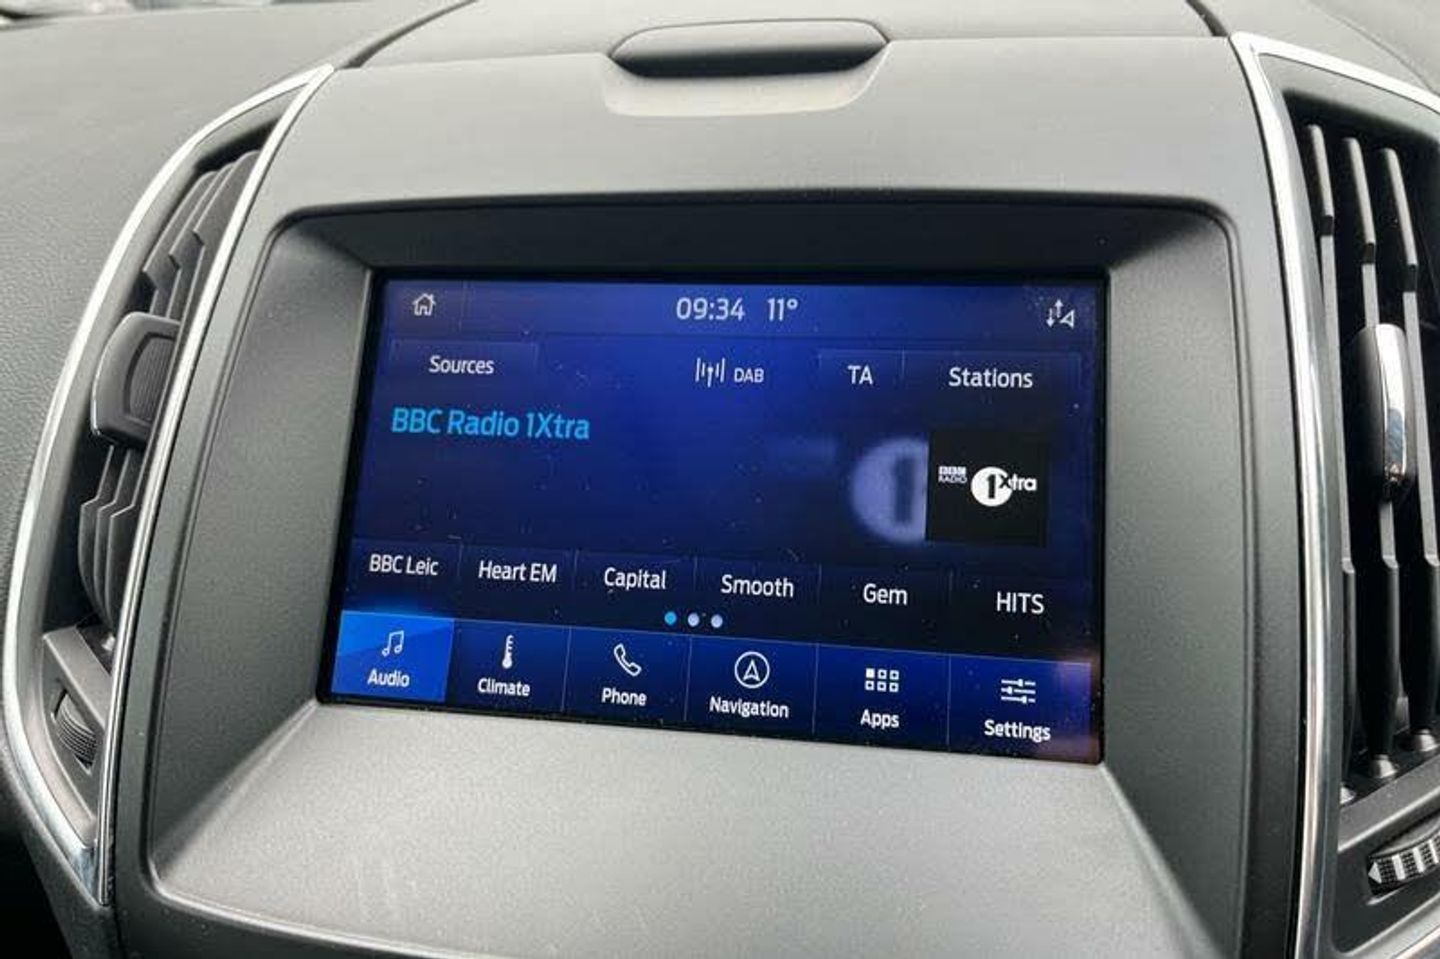 09:34 11°
Sources DAB TA Stations
BBC Radio 1Xtra
BBC RADIO 1Xtra
BBC Leic Heart EM Capital Smooth Gem HITS
Audio Climate Phone Navigation Apps Settings